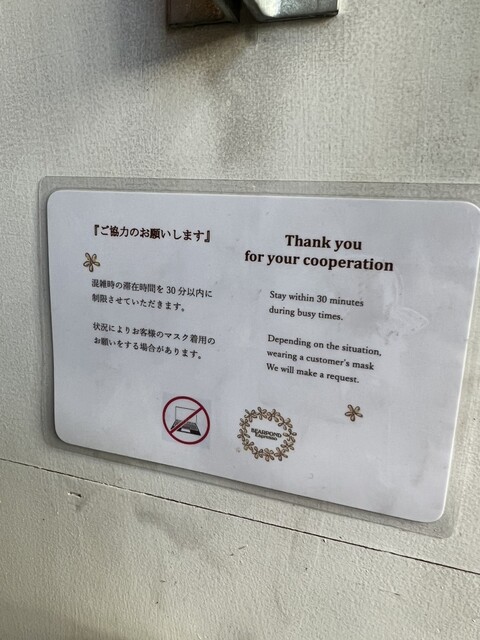 『ご協力のお願いします』
混雑時の滞在時間を30分以内に
制限させていただきます。
状況によりお客様のマスク着用の
お願いをする場合があります。
Thank you
for your cooperation
Stay within 30 minutes
during busy times.
Depending on the situation,
wearing a customer's mask
We will make a request.
BEARPOND
Espresso